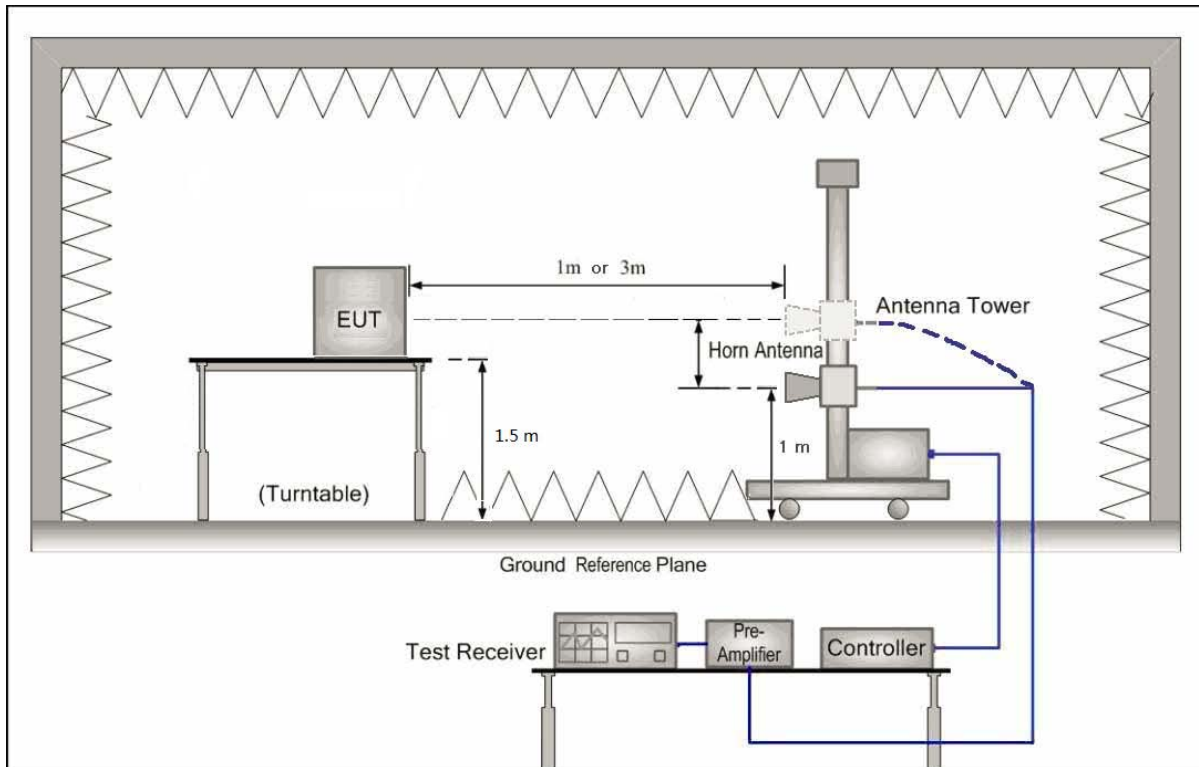 1m or 3m
EUT
Antenna Tower
Horn Antenna
1.5 m
1 m
(Turntable)
Ground Reference Plane
Test Receiver
Pre-
Amplifier
Controller